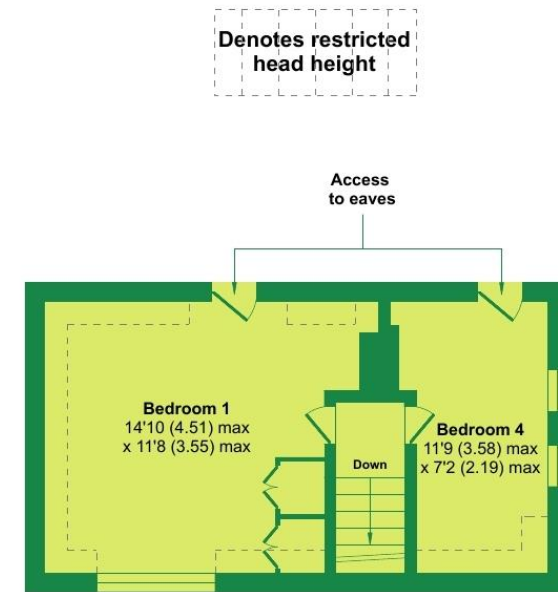 Denotes restricted
head height
Access
to eaves
Bedroom 1
14'10 (4.51) max
x 11'8 (3.55) max
Down
Bedroom 4
11'9 (3.58) max
x 7'2 (2.19) max